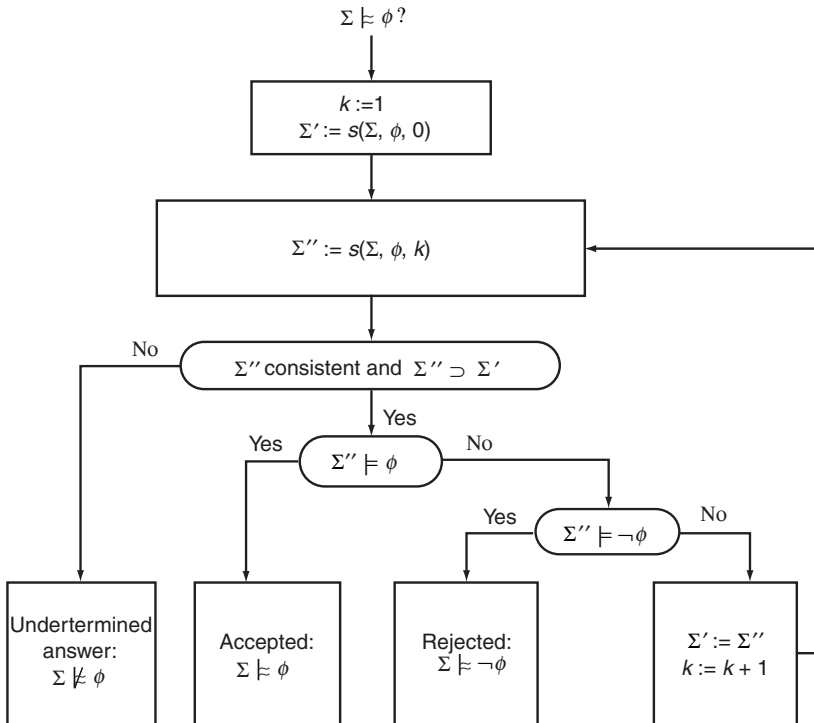 Σ |≈ ϕ?
k :=1
Σ′ := s(Σ, ϕ, 0)
Σ′′ := s(Σ, ϕ, k)
No
Σ′′ consistent and Σ′′ ⊃ Σ′
Yes
Yes
No
Σ′′ ⊨ ϕ
Yes
No
Σ′′ ⊨ ¬ϕ
Undertermined
answer:
Σ |≉ ϕ
Accepted:
Σ |≈ ϕ
Rejected:
Σ |≈ ¬ϕ
Σ′ := Σ′′
k := k + 1